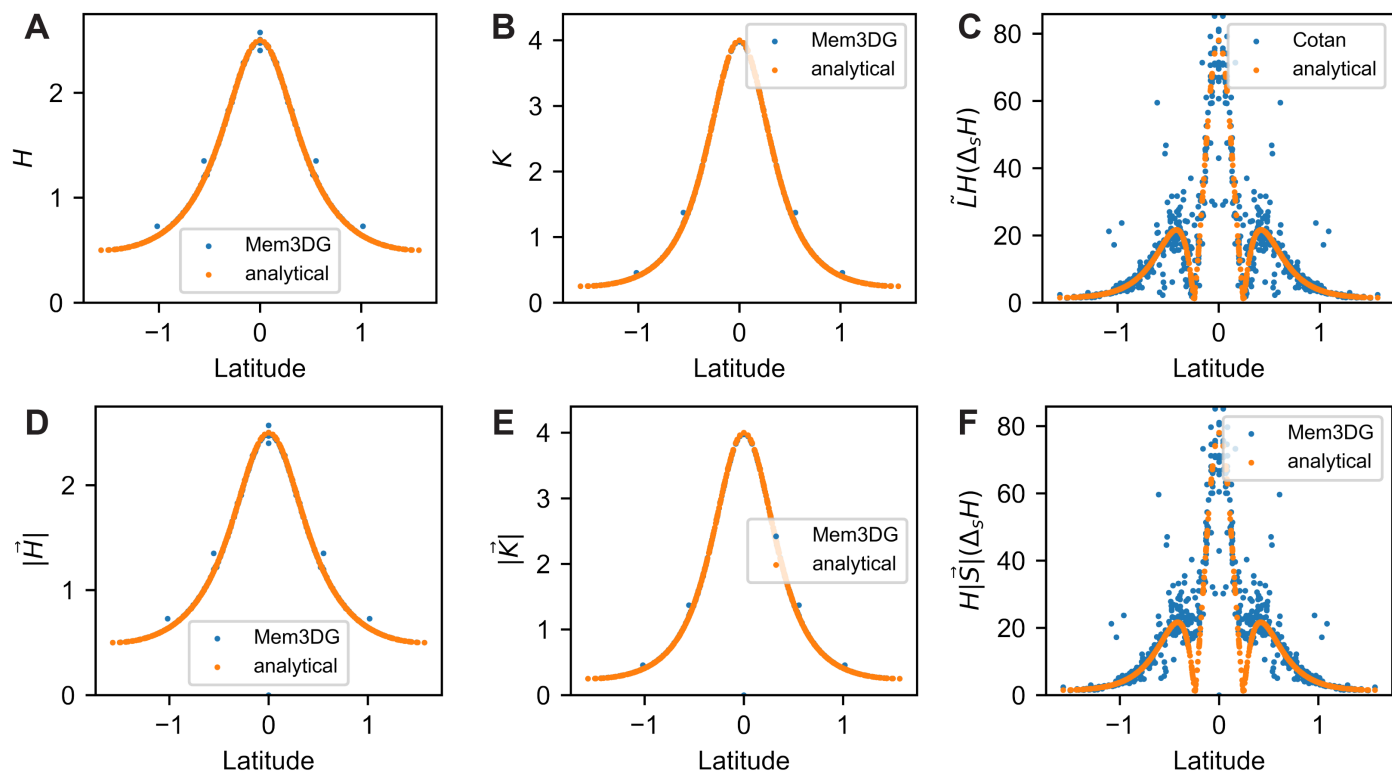 A
2
1
0
H
Mem3DG
analytical
−1
0
1
Latitude
B
4
3
2
1
0
K
Mem3DG
analytical
−1
0
1
Latitude
C
80
60
40
20
0
L̃H(ΔₛH)
Cotan
analytical
−1
0
1
Latitude
D
2
1
0
|H⃗|
Mem3DG
analytical
−1
0
1
Latitude
E
4
3
2
1
0
|K⃗|
Mem3DG
analytical
−1
0
1
Latitude
F
80
60
40
20
0
H|S⃗|(ΔₛH)
Mem3DG
analytical
−1
0
1
Latitude